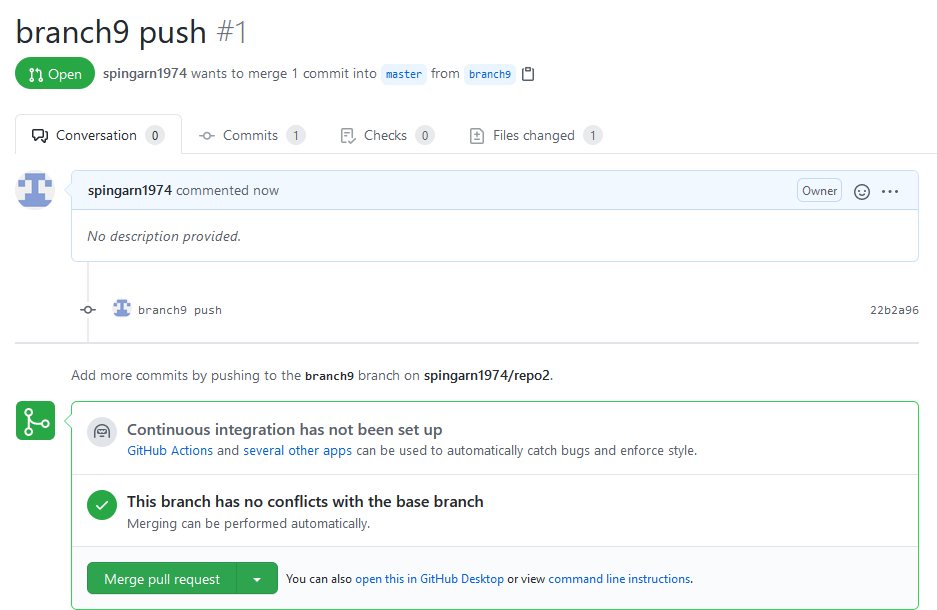 branch9 push #1
Open spingarn1974 wants to merge 1 commit into master from branch9
Conversation 0 Commits 1 Checks 0 Files changed 1
spingarn1974 commented now Owner
No description provided.
branch9 push 22b2a96
Add more commits by pushing to the branch9 branch on spingarn1974/repo2.
Continuous integration has not been set up
GitHub Actions and several other apps can be used to automatically catch bugs and enforce style.
This branch has no conflicts with the base branch
Merging can be performed automatically.
Merge pull request You can also open this in GitHub Desktop or view command line instructions.